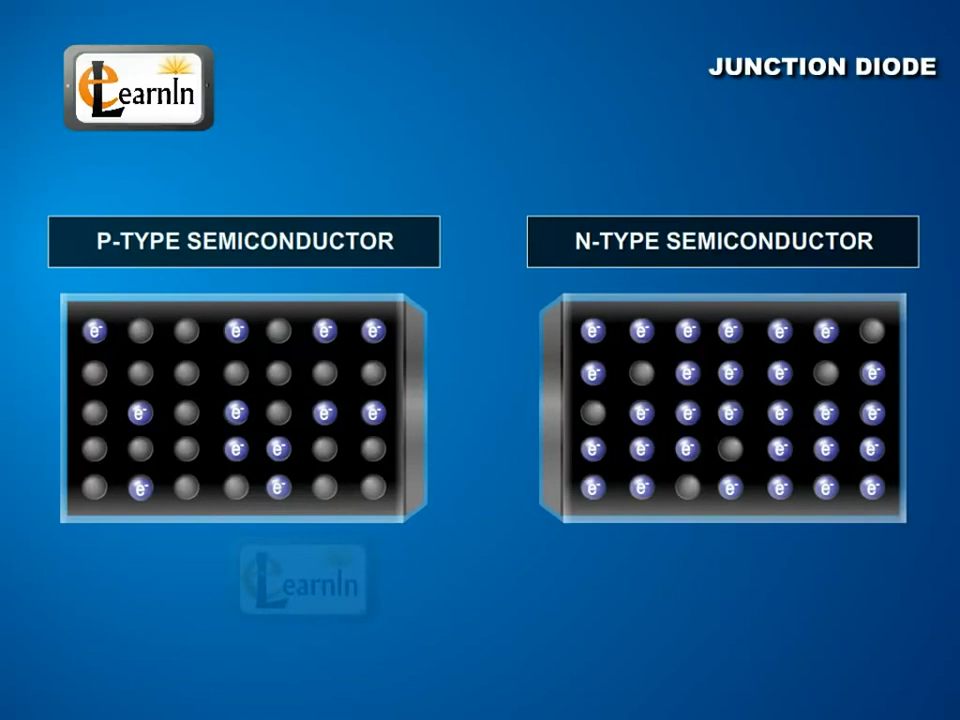 eLearnIn
JUNCTION DIODE
P-TYPE SEMICONDUCTOR
N-TYPE SEMICONDUCTOR
e- e- e- e-
e- e- e- e- e- e-
e- e- e- e- e-
e- e- e- e-
e- e- e- e- e- e-
e- e-
e- e- e- e- e- e-
e- e-
e- e- e- e- e- e-
eLearnIn